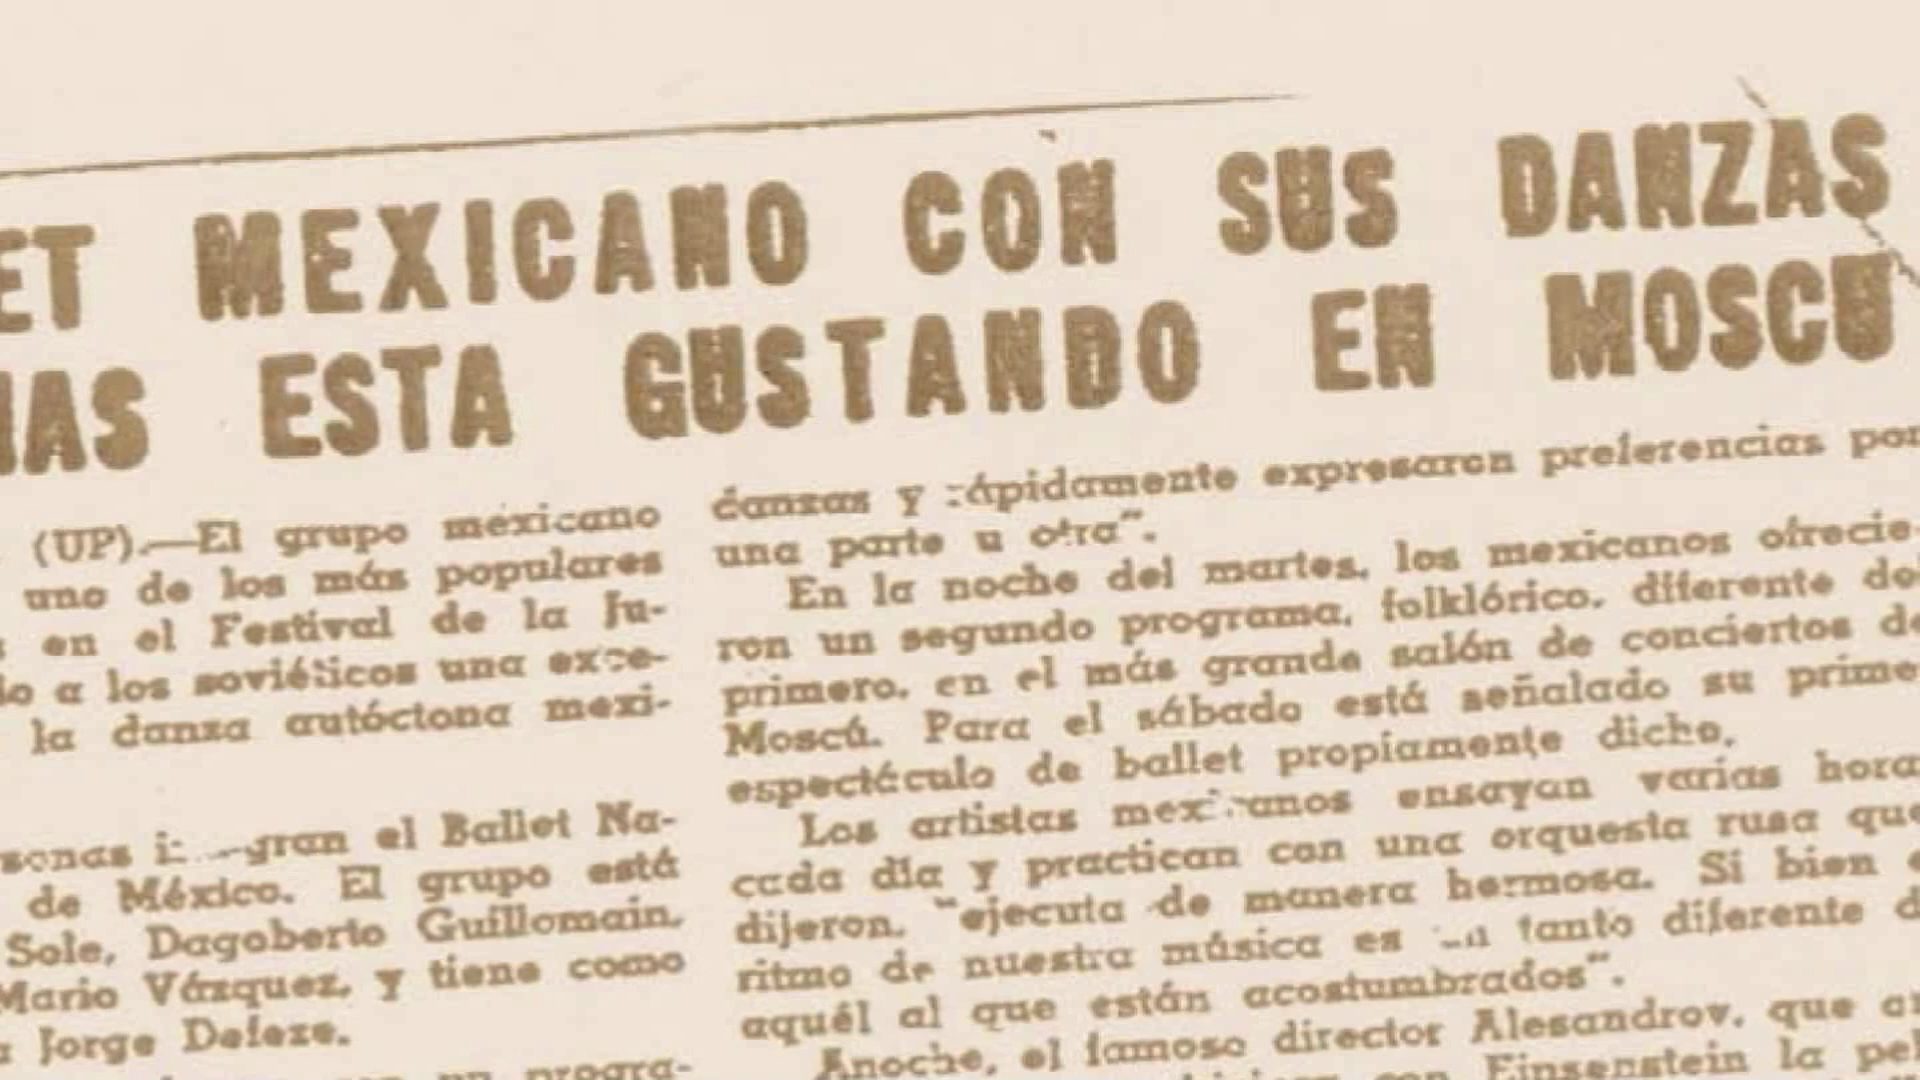 MEXICANO CON SUS DANZAS
ESTA GUSTANDO EN MOSCU
(UP).—El grupo mexicano
uno de los más populares
en el Festival de la Ju-
a los soviéticos una exce-
la danza autóctona mexi-
gran el Ballet Na-
de México. El grupo está
Sole, Dagoberto Guillomain,
Mario Vázquez, y tiene como
Jorge Deleze.
un progra-
danzas y rápidamente expresaron preferencias por
una parte u otra".
En la noche del martes, los mexicanos ofrecie-
ron un segundo programa, folklórico, diferente del
primero, en el más grande salón de conciertos de
Moscú. Para el sábado está señalado su prime
espectáculo de ballet propiamente dicho.
Los artistas mexicanos ensayan varias hora
cada día y practican con una orquesta rusa que
dijeron, "ejecuta de manera hermosa. Si bien e
ritmo de nuestra música es un tanto diferente d
aquél al que están acostumbrados".
Anoche, el famoso director Alesandrov, que
con Einsenstein la pel